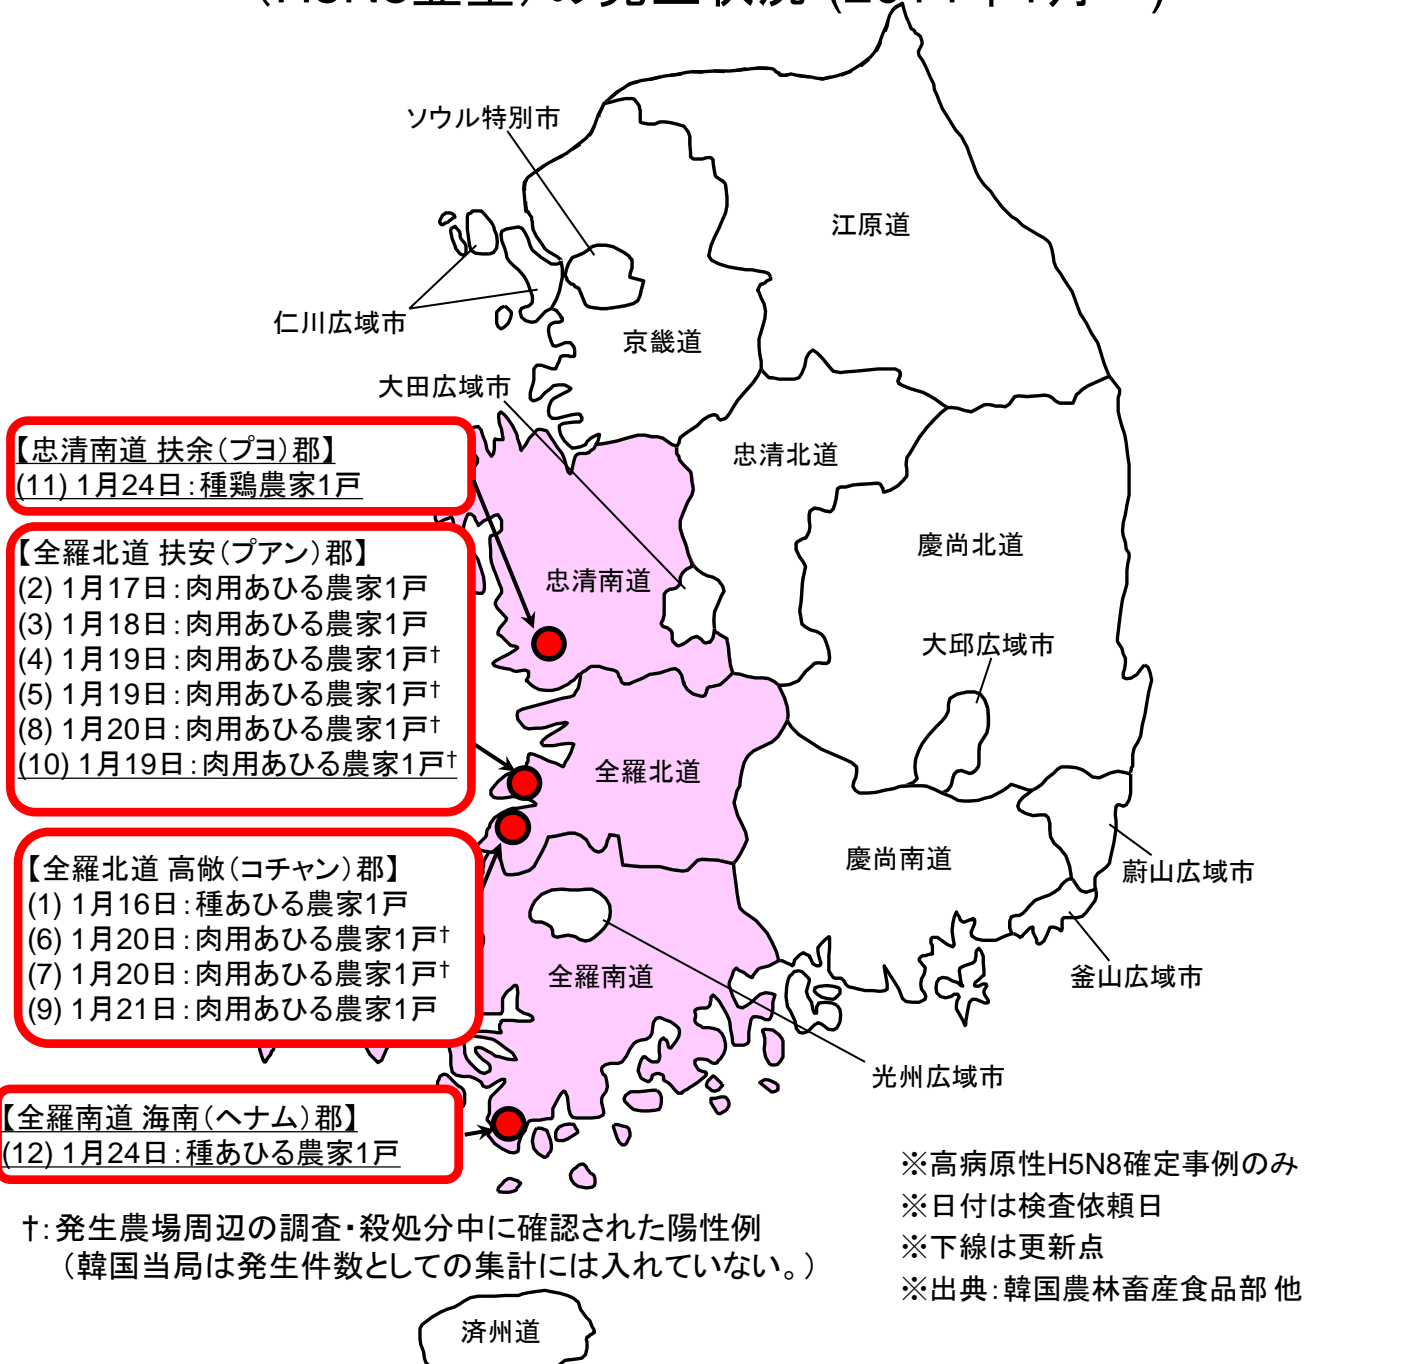 ソウル特別市
江原道
仁川広域市
京畿道
大田広域市
忠清北道
【忠清南道 扶余（プヨ）郡】
(11) 1月24日：種鶏農家1戸
【全羅北道 扶安（プアン）郡】
(2) 1月17日：肉用あひる農家1戸
(3) 1月18日：肉用あひる農家1戸
(4) 1月19日：肉用あひる農家1戸†
(5) 1月19日：肉用あひる農家1戸†
(8) 1月20日：肉用あひる農家1戸†
(10) 1月19日：肉用あひる農家1戸†
慶尚北道
忠清南道
大邱広域市
全羅北道
【全羅北道 高敞（コチャン）郡】
(1) 1月16日：種あひる農家1戸
(6) 1月20日：肉用あひる農家1戸†
(7) 1月20日：肉用あひる農家1戸†
(9) 1月21日：肉用あひる農家1戸
慶尚南道
蔚山広域市
全羅南道
釜山広域市
光州広域市
【全羅南道 海南（ヘナム）郡】
(12) 1月24日：種あひる農家1戸
※高病原性H5N8確定事例のみ
※日付は検査依頼日
※下線は更新点
※出典：韓国農林畜産食品部 他
†：発生農場周辺の調査・殺処分中に確認された陽性例
（韓国当局は発生件数としての集計には入れていない。）
済州道